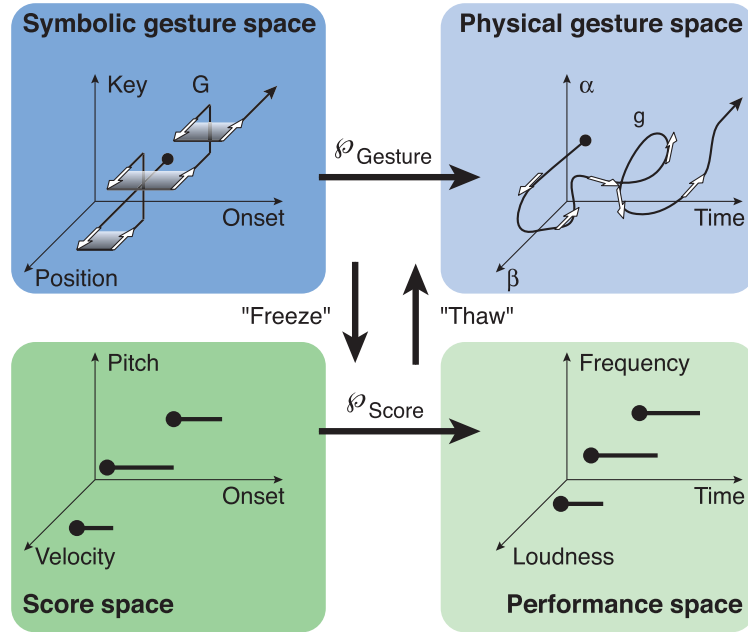 Symbolic gesture space
Physical gesture space
Key
G
α
g
℘Gesture
Onset
Time
Position
β
"Freeze"
"Thaw"
Pitch
Frequency
℘Score
Onset
Time
Velocity
Loudness
Score space
Performance space